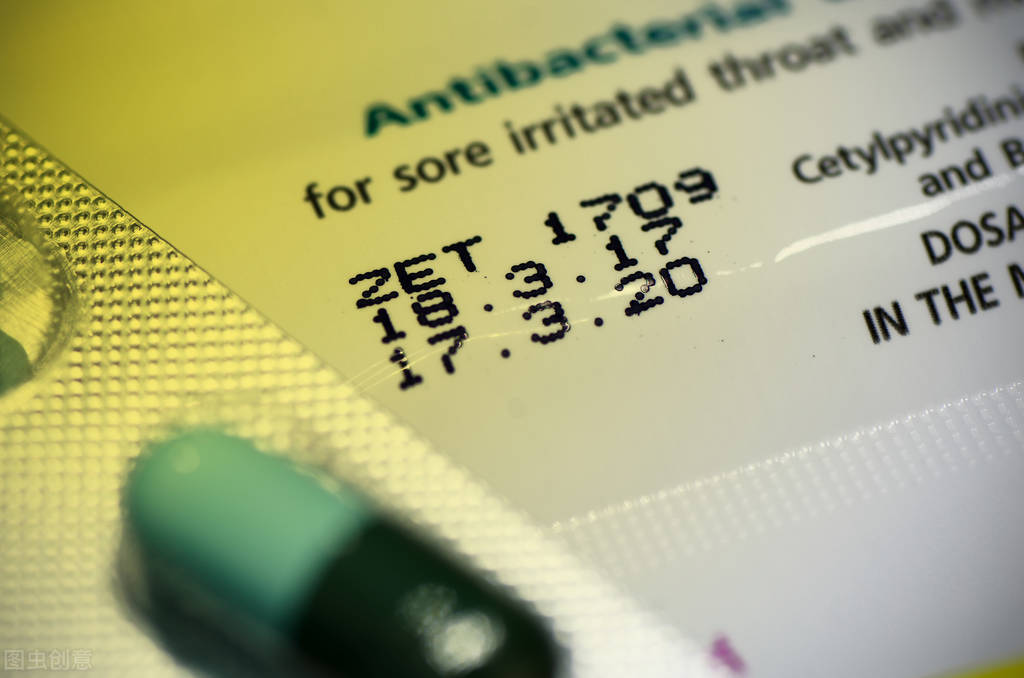 Antibacterial
for sore irritated throat and
Cetylpyridini
and B
ZET 1709
18.3.17
17.3.20
DOSA
IN THE M
图虫创意